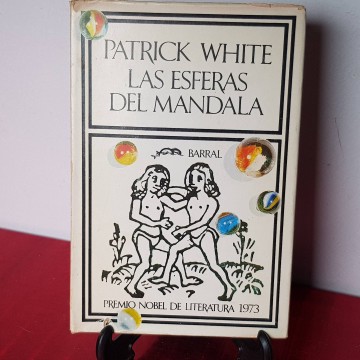 PATRICK WHITE
LAS ESFERAS
DEL MANDALA
BARRAL
PREMIO NOBEL DE LITERATURA 1973